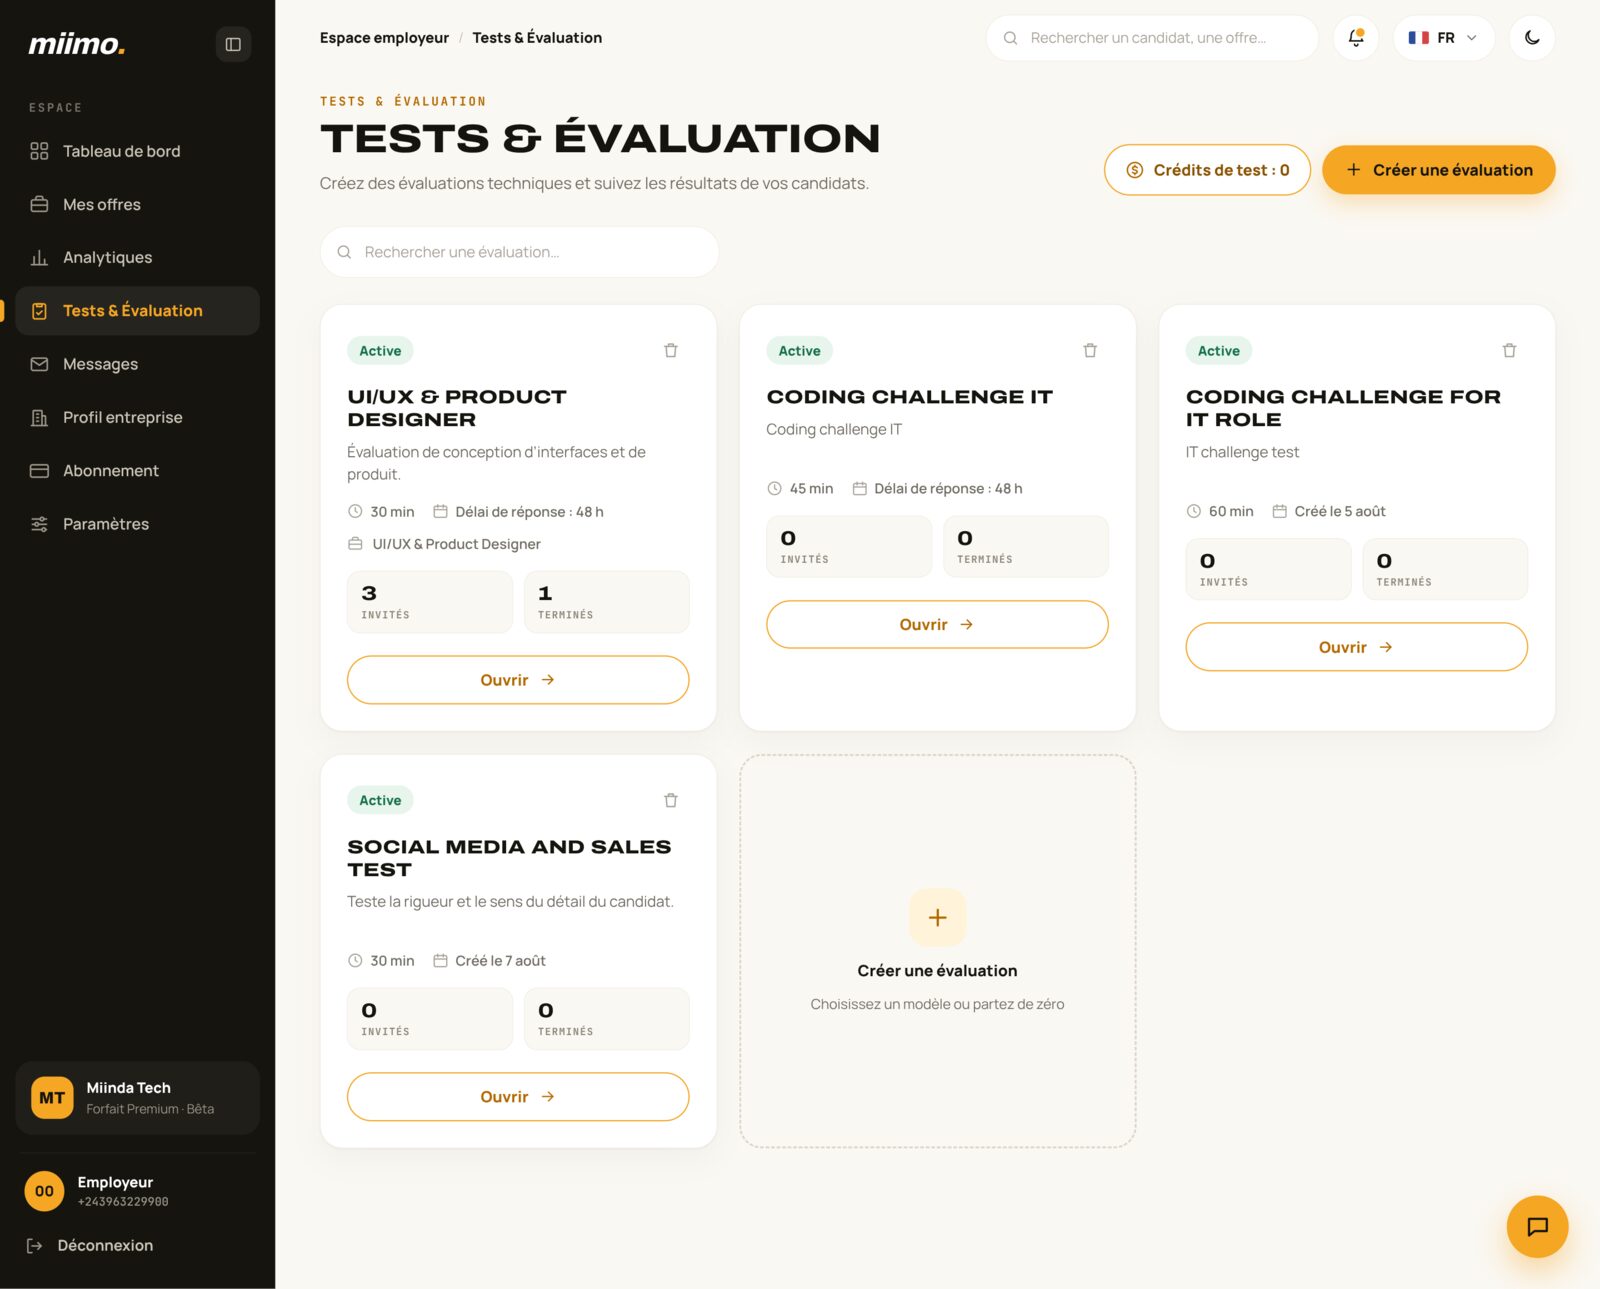 miimo.
ESPACE
Tableau de bord
Mes offres
Analytiques
Tests & Évaluation
Messages
Profil entreprise
Abonnement
Paramètres
MT
Miinda Tech
Forfait Premium · Bêta
00
Employeur
+243963229900
Déconnexion
Espace employeur / Tests & Évaluation
Rechercher un candidat, une offre...
FR
TESTS & ÉVALUATION
TESTS & ÉVALUATION
Créez des évaluations techniques et suivez les résultats de vos candidats.
Crédits de test : 0
Créer une évaluation
Rechercher une évaluation...
Active
UI/UX & PRODUCT
DESIGNER
Évaluation de conception d'interfaces et de
produit.
30 min Délai de réponse : 48 h
UI/UX & Product Designer
3 1
INVITÉS TERMINÉS
Ouvrir
Active
CODING CHALLENGE IT
Coding challenge IT
45 min Délai de réponse : 48 h
0 0
INVITÉS TERMINÉS
Ouvrir
Active
CODING CHALLENGE FOR
IT ROLE
IT challenge test
60 min Créé le 5 août
0 0
INVITÉS TERMINÉS
Ouvrir
Active
SOCIAL MEDIA AND SALES
TEST
Teste la rigueur et le sens du détail du candidat.
30 min Créé le 7 août
0 0
INVITÉS TERMINÉS
Ouvrir
Créer une évaluation
Choisissez un modèle ou partez de zéro